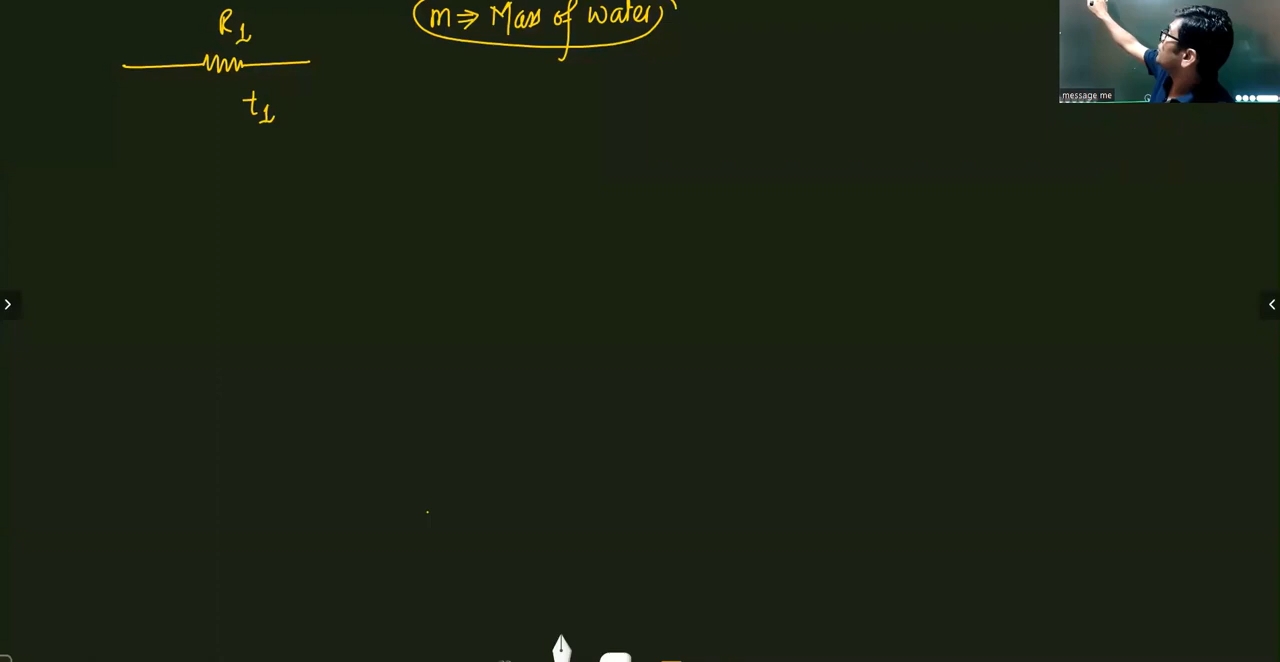 R1
(m ⇒ Mass of water)
t1
message me